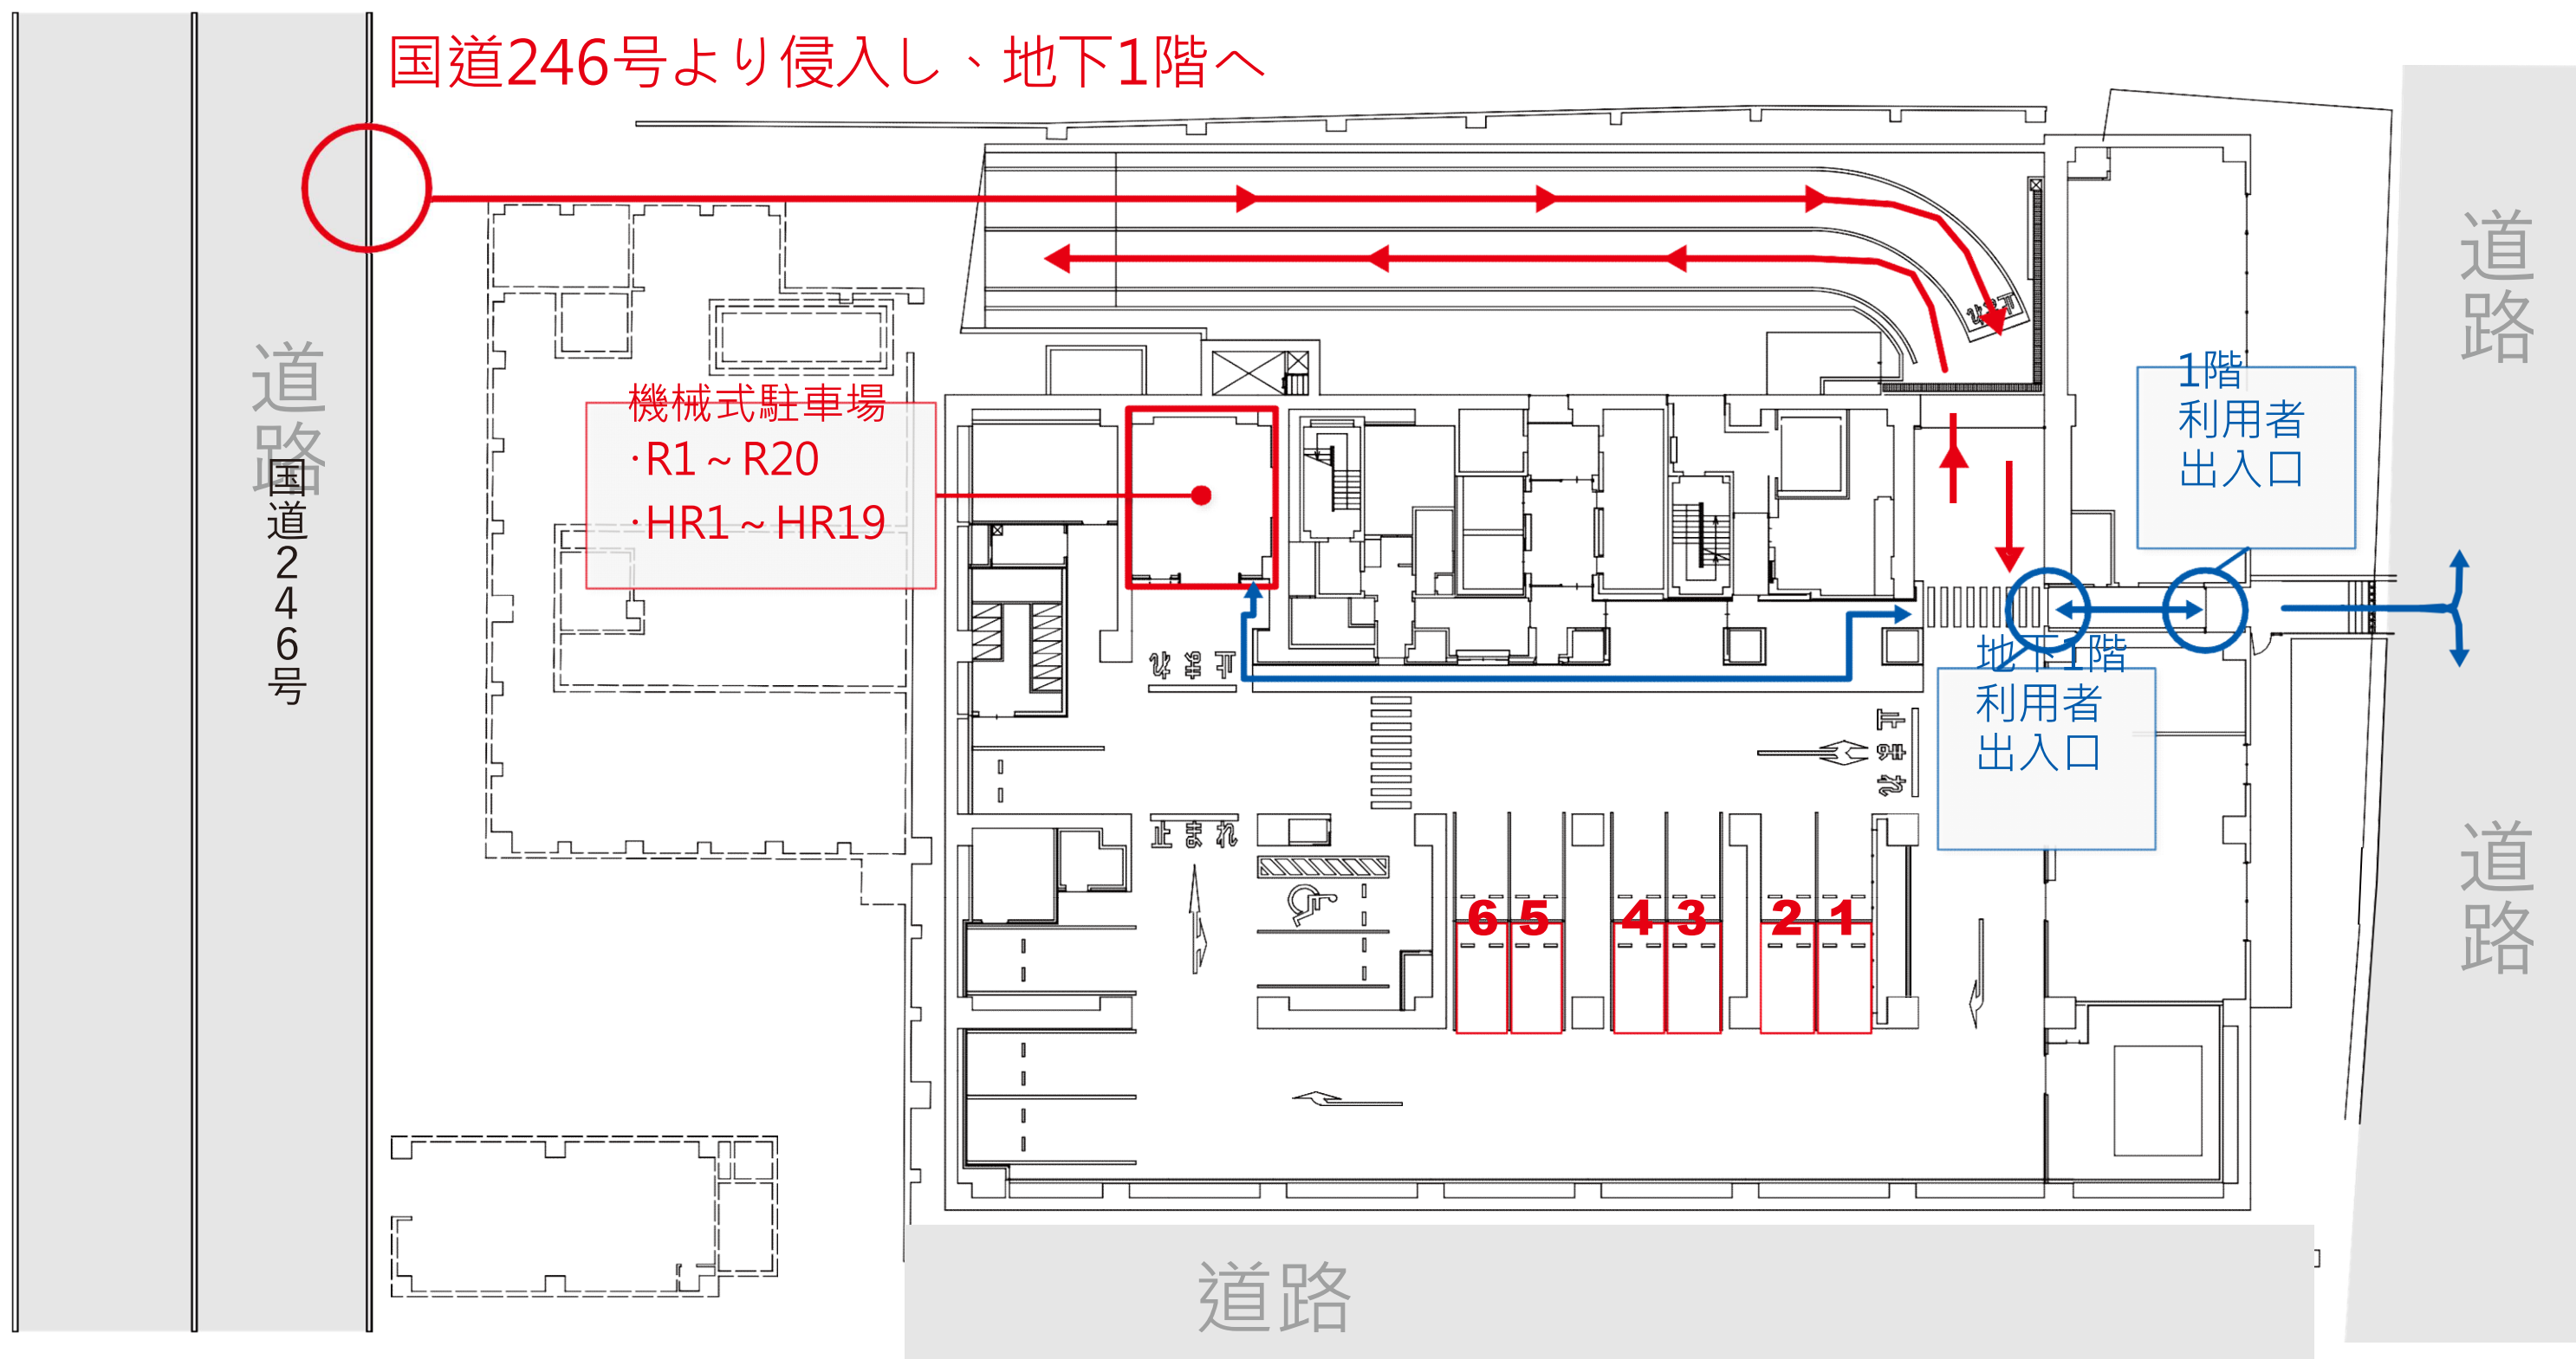 国道246号より侵入し、地下1階へ
道路
国道246号
機械式駐車場
・R1～R20
・HR1～HR19
止まれ
1階
利用者
出入口
道路
地下1階
利用者
出入口
止まれ
止まれ
止まれ
6 5 4 3 2 1
道路
道路